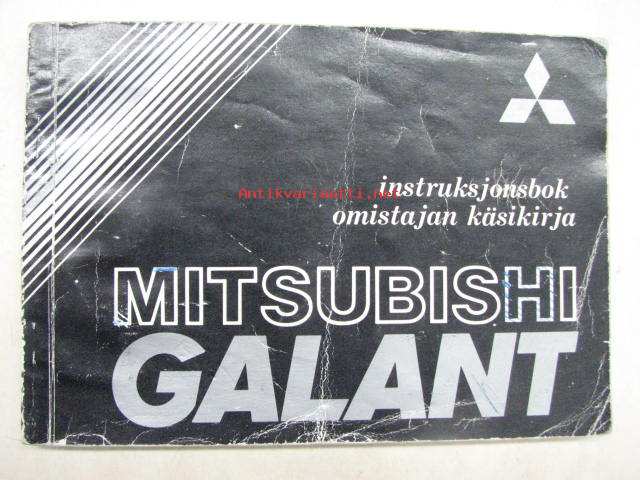 instruksjonsbok
Antikvariaatti.net
omistajan käsikirja
MITSUBISHI
GALANT